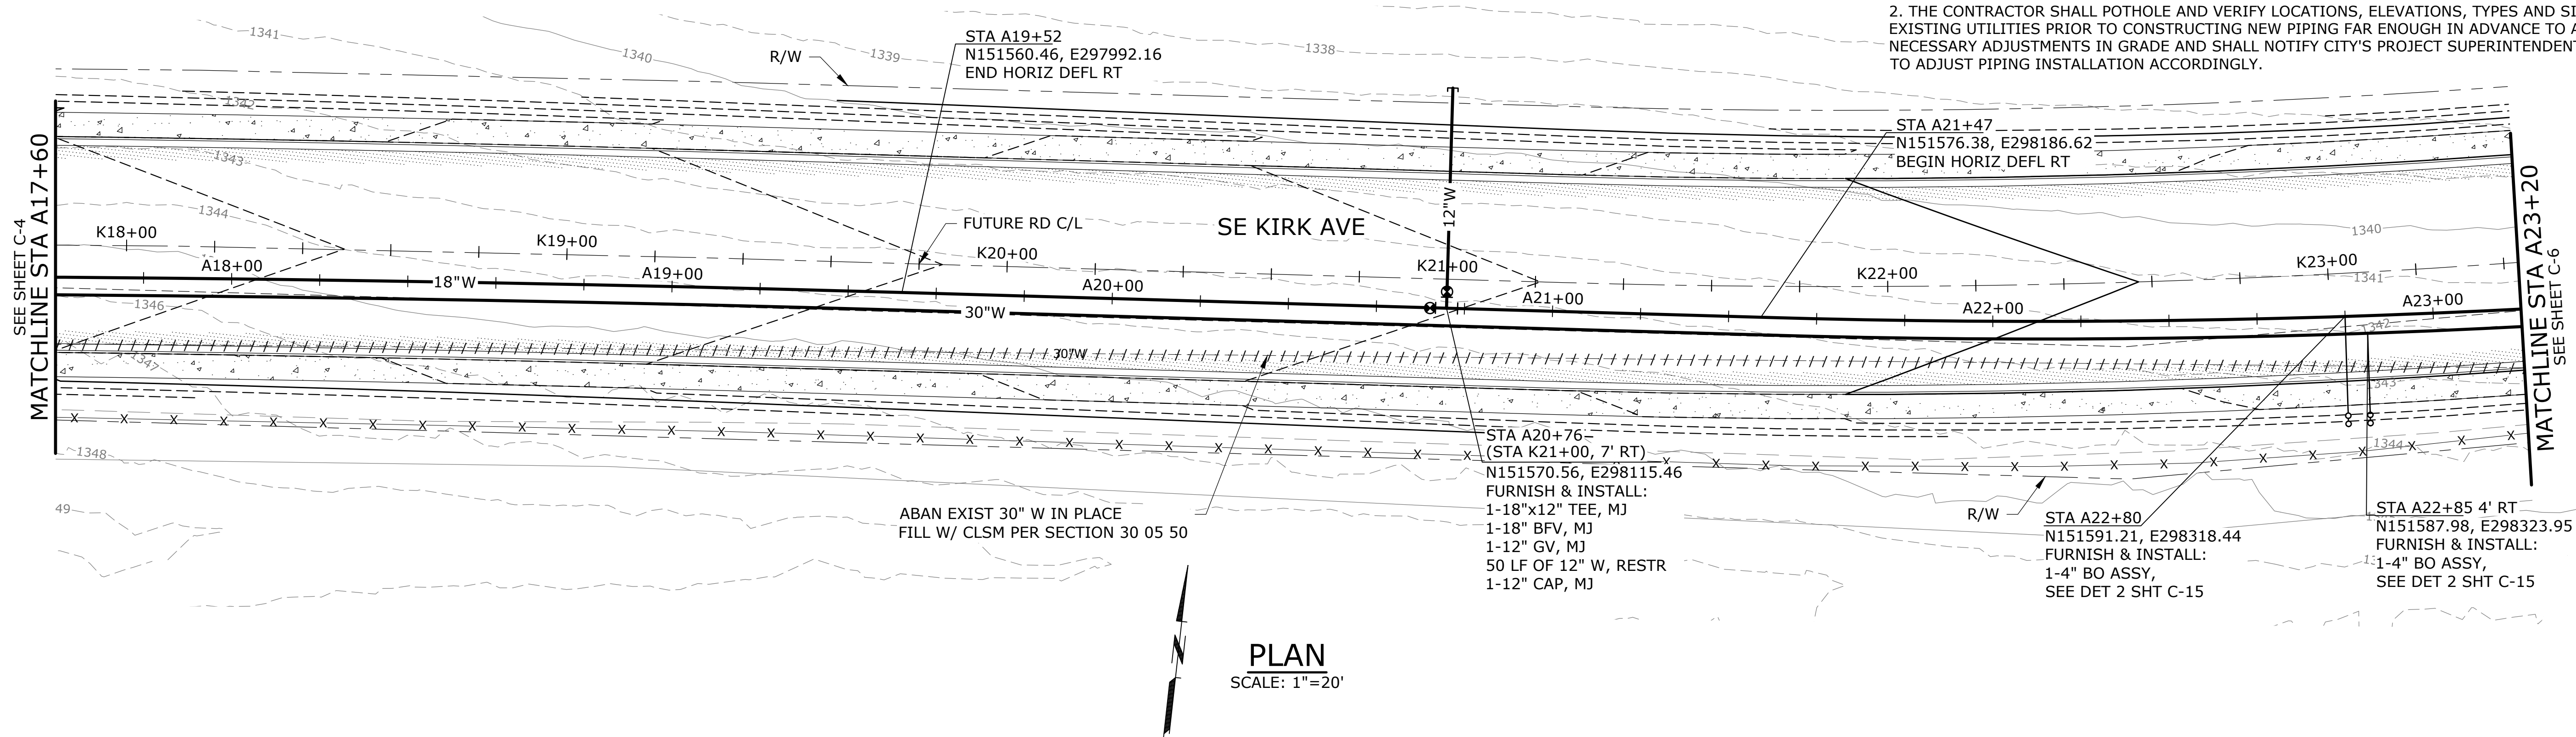 2. THE CONTRACTOR SHALL POTHOLE AND VERIFY LOCATIONS, ELEVATIONS, TYPES AND
EXISTING UTILITIES PRIOR TO CONSTRUCTING NEW PIPING FAR ENOUGH IN ADVANCE TO
NECESSARY ADJUSTMENTS IN GRADE AND SHALL NOTIFY CITY'S PROJECT SUPERINTENDENT
TO ADJUST PIPING INSTALLATION ACCORDINGLY.
1341
1340
1339
1338
R/W
STA A19+52
N151560.46, E297992.16
END HORIZ DEFL RT
1342
1343
1344
1346
1347
1348
49
SEE SHEET C-4
MATCHLINE STA A17+60
STA A21+47
N151576.38, E298186.62
BEGIN HORIZ DEFL RT
12"W
FUTURE RD C/L
SE KIRK AVE
K18+00
K19+00
K20+00
K21+00
K22+00
K23+00
A18+00
A19+00
A20+00
A21+00
A22+00
A23+00
18"W
30"W
30"W
1340
1341
1342
1343
1344
MATCHLINE STA A23+20
SEE SHEET C-6
ABAN EXIST 30" W IN PLACE
FILL W/ CLSM PER SECTION 30 05 50
STA A20+76
(STA K21+00, 7' RT)
N151570.56, E298115.46
FURNISH & INSTALL:
1-18"x12" TEE, MJ
1-18" BFV, MJ
1-12" GV, MJ
50 LF OF 12" W, RESTR
1-12" CAP, MJ
R/W
STA A22+80
N151591.21, E298318.44
FURNISH & INSTALL:
1-4" BO ASSY,
SEE DET 2 SHT C-15
STA A22+85 4' RT
N151587.98, E298323.95
FURNISH & INSTALL:
1-4" BO ASSY,
SEE DET 2 SHT C-15
N
PLAN
SCALE: 1"=20'